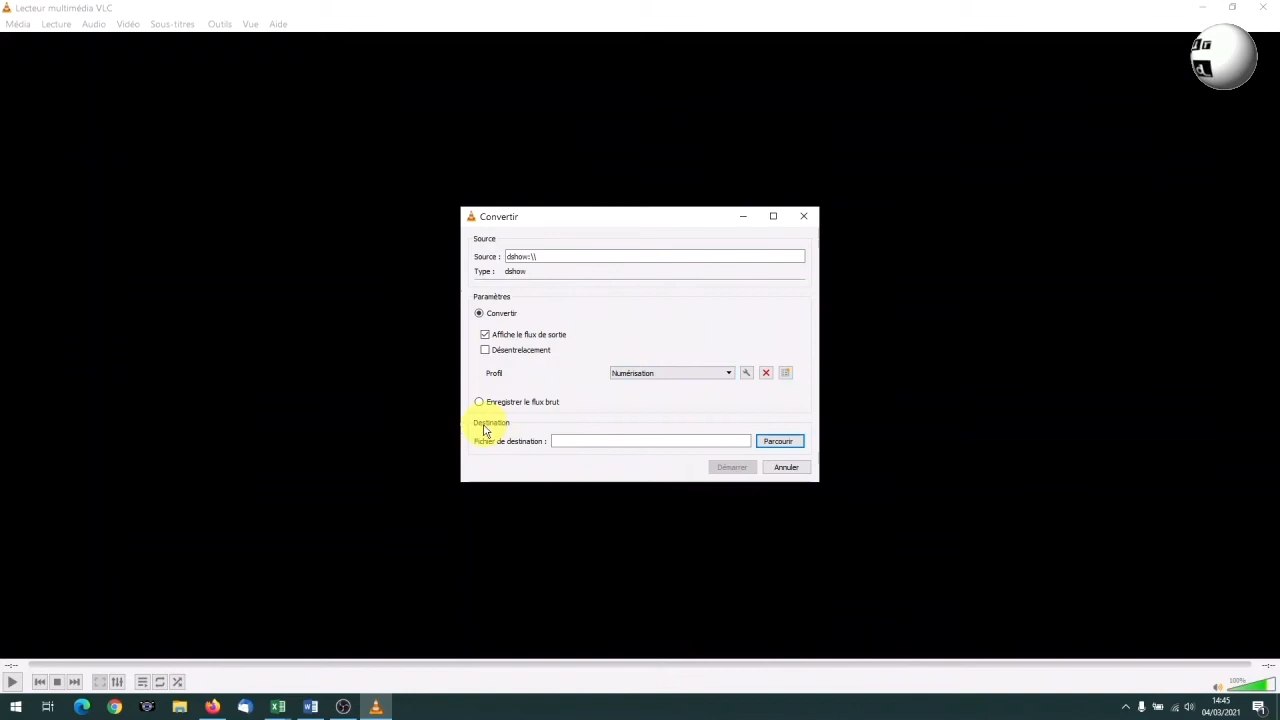 Lecteur multimédia VLC
Média Lecture Audio Vidéo Sous-titres Outils Vue Aide
Convertir
Source
Source : dshow:\\
Type : dshow
Paramètres
Convertir
Affiche le flux de sortie
Désentrelacement
Profil Numérisation
Enregistrer le flux brut
Destination
Fichier de destination : Parcourir
Démarrer Annuler
--:-- --:--
100%
14:45
04/03/2021